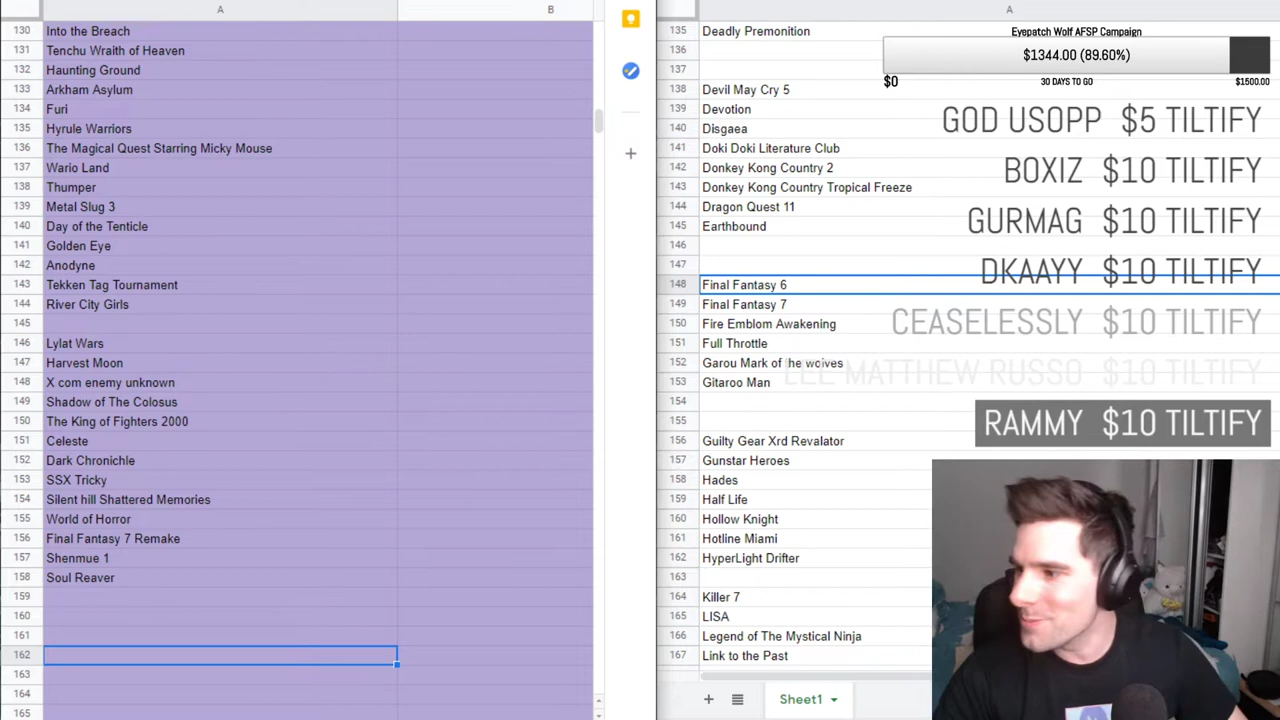 A
B
130 Into the Breach
131 Tenchu Wraith of Heaven
132 Haunting Ground
133 Arkham Asylum
134 Furi
135 Hyrule Warriors
136 The Magical Quest Starring Micky Mouse
137 Wario Land
138 Thumper
139 Metal Slug 3
140 Day of the Tenticle
141 Golden Eye
142 Anodyne
143 Tekken Tag Tournament
144 River City Girls
145
146 Lylat Wars
147 Harvest Moon
148 X com enemy unknown
149 Shadow of The Colosus
150 The King of Fighters 2000
151 Celeste
152 Dark Chronichle
153 SSX Tricky
154 Silent hill Shattered Memories
155 World of Horror
156 Final Fantasy 7 Remake
157 Shenmue 1
158 Soul Reaver
159
160
161
162
163
164
165
A
135 Deadly Premonition
136
137
138 Devil May Cry 5
139 Devotion
140 Disgaea
141 Doki Doki Literature Club
142 Donkey Kong Country 2
143 Donkey Kong Country Tropical Freeze
144 Dragon Quest 11
145 Earthbound
146
147
148 Final Fantasy 6
149 Final Fantasy 7
150 Fire Emblom Awakening
151 Full Throttle
152 Garou Mark of the wolves
153 Gitaroo Man
154
155
156 Guilty Gear Xrd Revalator
157 Gunstar Heroes
158 Hades
159 Half Life
160 Hollow Knight
161 Hotline Miami
162 HyperLight Drifter
163
164 Killer 7
165 LISA
166 Legend of The Mystical Ninja
167 Link to the Past
Sheet1
Eyepatch Wolf AFSP Campaign
$1344.00 (89.60%)
$0 30 DAYS TO GO $1500.00
GOD USOPP $5 TILTIFY
BOXIZ $10 TILTIFY
GURMAG $10 TILTIFY
DKAAYY $10 TILTIFY
CEASELESSLY $10 TILTIFY
LEE MATTHEW RUSSO $10 TILTIFY
RAMMY $10 TILTIFY